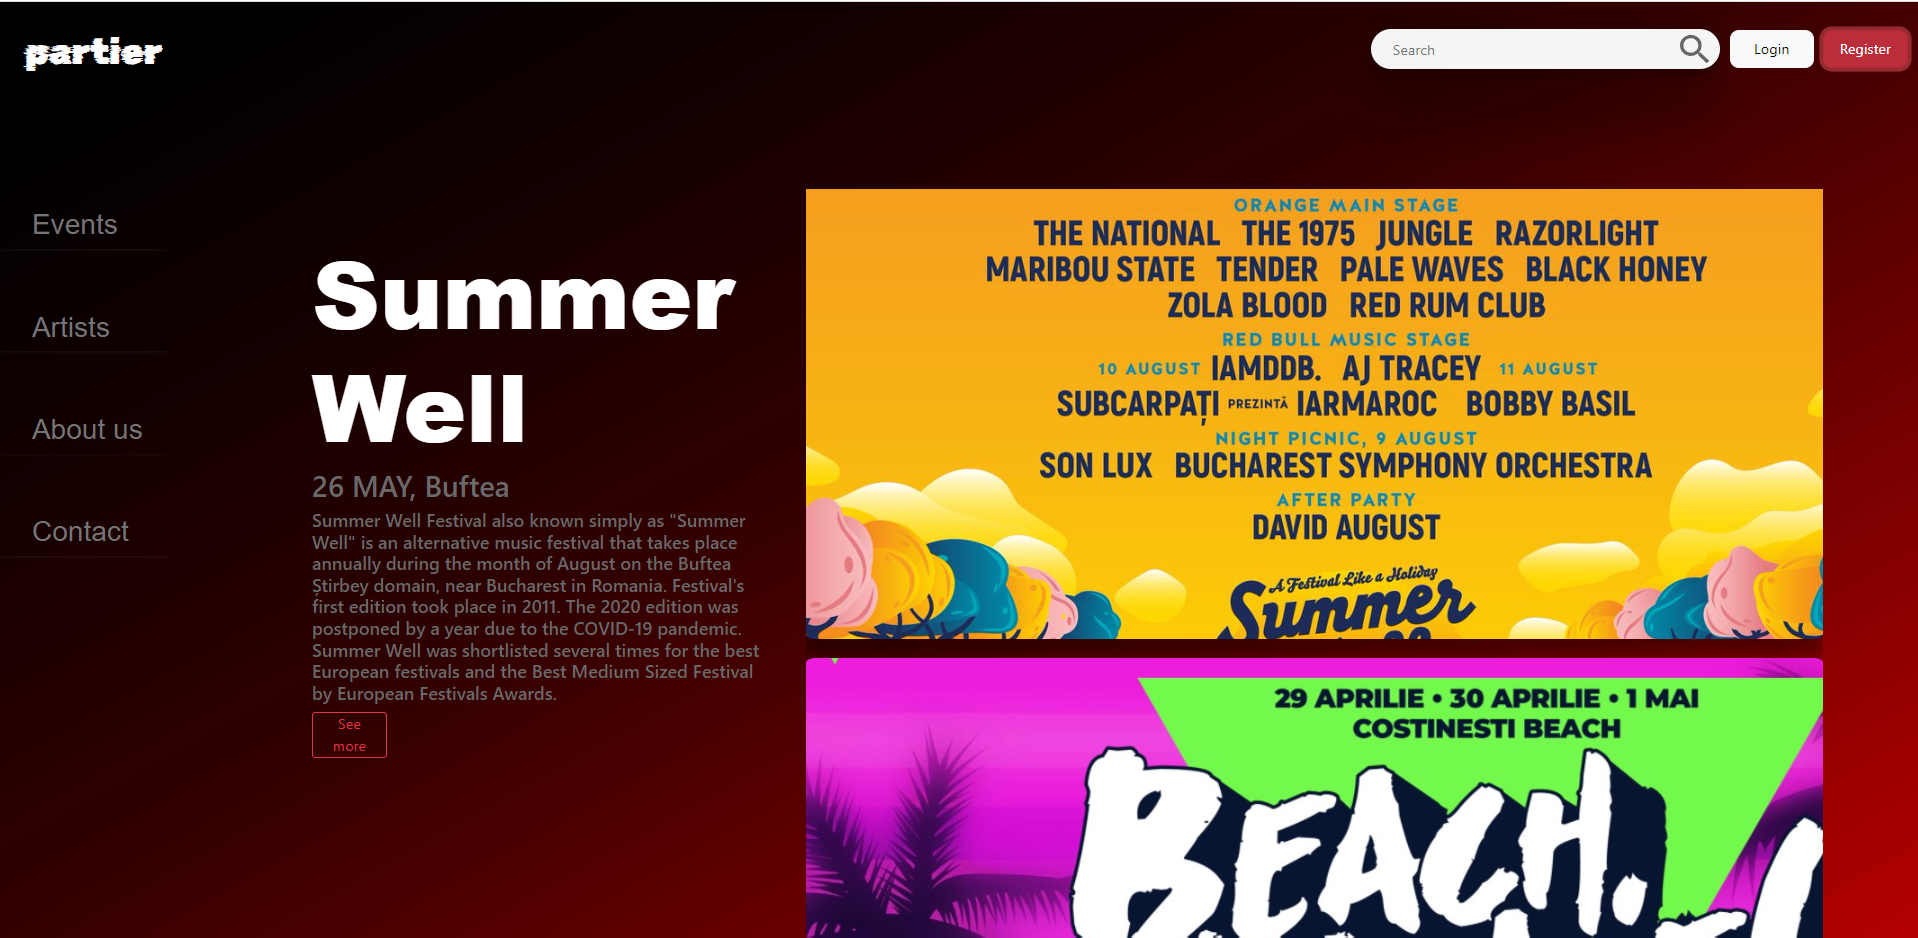 partier
Search
Login
Register
Events
Artists
About us
Contact
Summer
Well
26 MAY, Buftea
Summer Well Festival also known simply as "Summer
Well" is an alternative music festival that takes place
annually during the month of August on the Buftea
Știrbey domain, near Bucharest in Romania. Festival's
first edition took place in 2011. The 2020 edition was
postponed by a year due to the COVID-19 pandemic.
Summer Well was shortlisted several times for the best
European festivals and the Best Medium Sized Festival
by European Festivals Awards.
See
more
ORANGE MAIN STAGE
THE NATIONAL THE 1975 JUNGLE RAZORLIGHT
MARIBOU STATE TENDER PALE WAVES BLACK HONEY
ZOLA BLOOD RED RUM CLUB
RED BULL MUSIC STAGE
10 AUGUST IAMDDB. AJ TRACEY 11 AUGUST
SUBCARPAȚI PREZINTĂ IARMAROC BOBBY BASIL
NIGHT PICNIC, 9 AUGUST
SON LUX BUCHAREST SYMPHONY ORCHESTRA
AFTER PARTY
DAVID AUGUST
A Festival Like a Holiday
Summer
29 APRILIE • 30 APRILIE • 1 MAI
COSTINESTI BEACH
BEACH,